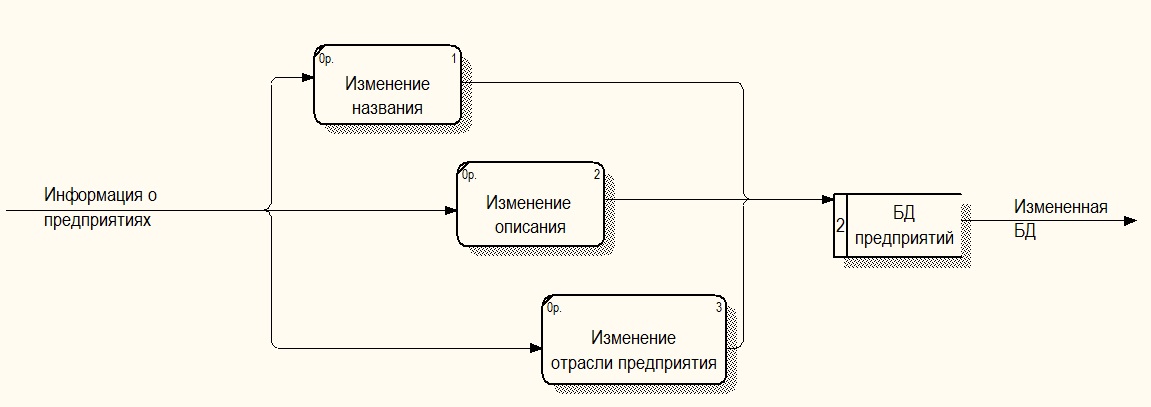 0р. 1
Изменение
названия
Информация о
предприятиях
0р. 2
Изменение
описания
2
БД
предприятий
Измененная
БД
0р. 3
Изменение
отрасли предприятия